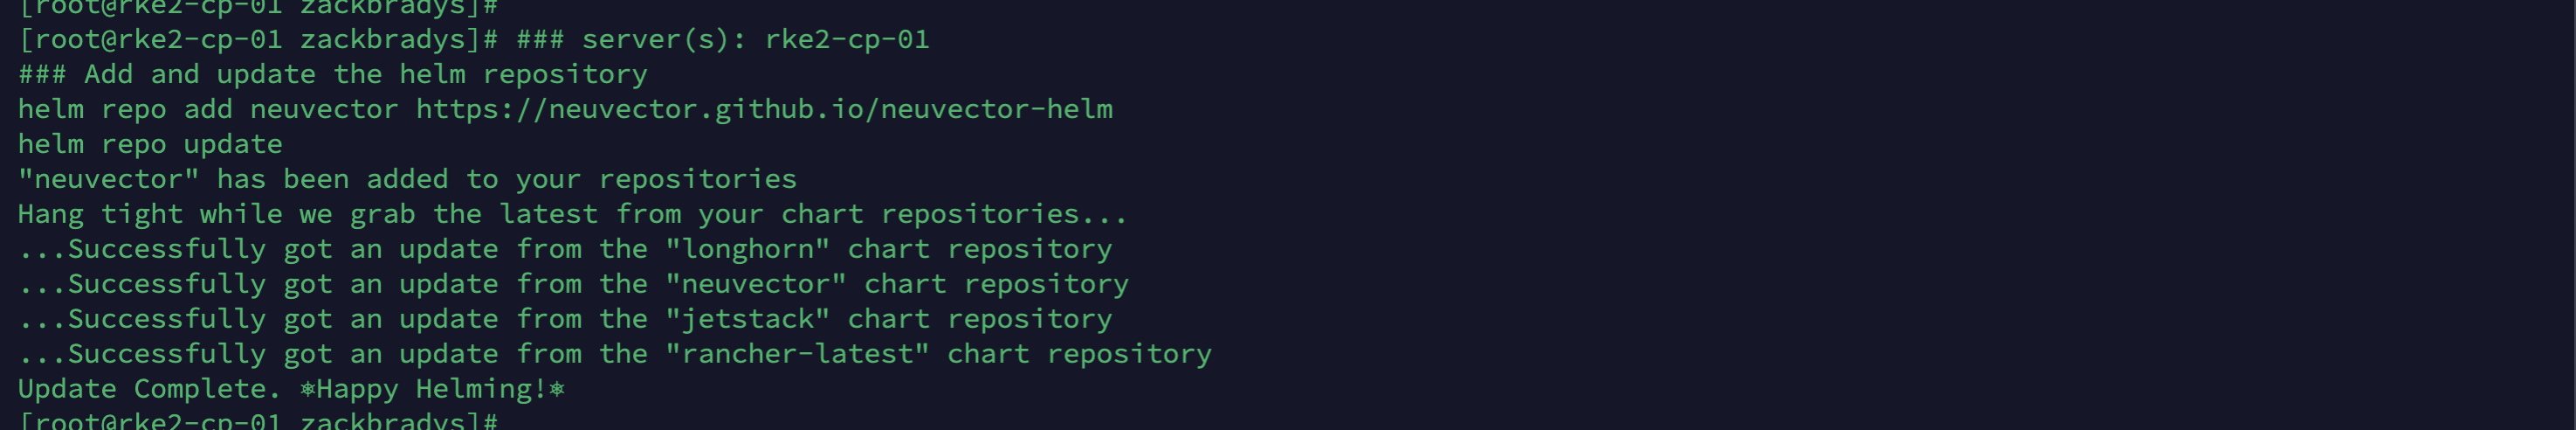 [root@rke2-cp-01 zackbradys]#
[root@rke2-cp-01 zackbradys]# ### server(s): rke2-cp-01
### Add and update the helm repository
helm repo add neuvector https://neuvector.github.io/neuvector-helm
helm repo update
"neuvector" has been added to your repositories
Hang tight while we grab the latest from your chart repositories...
...Successfully got an update from the "longhorn" chart repository
...Successfully got an update from the "neuvector" chart repository
...Successfully got an update from the "jetstack" chart repository
...Successfully got an update from the "rancher-latest" chart repository
Update Complete. ⎈Happy Helming!⎈
[root@rke2-cp-01 zackbradys]#